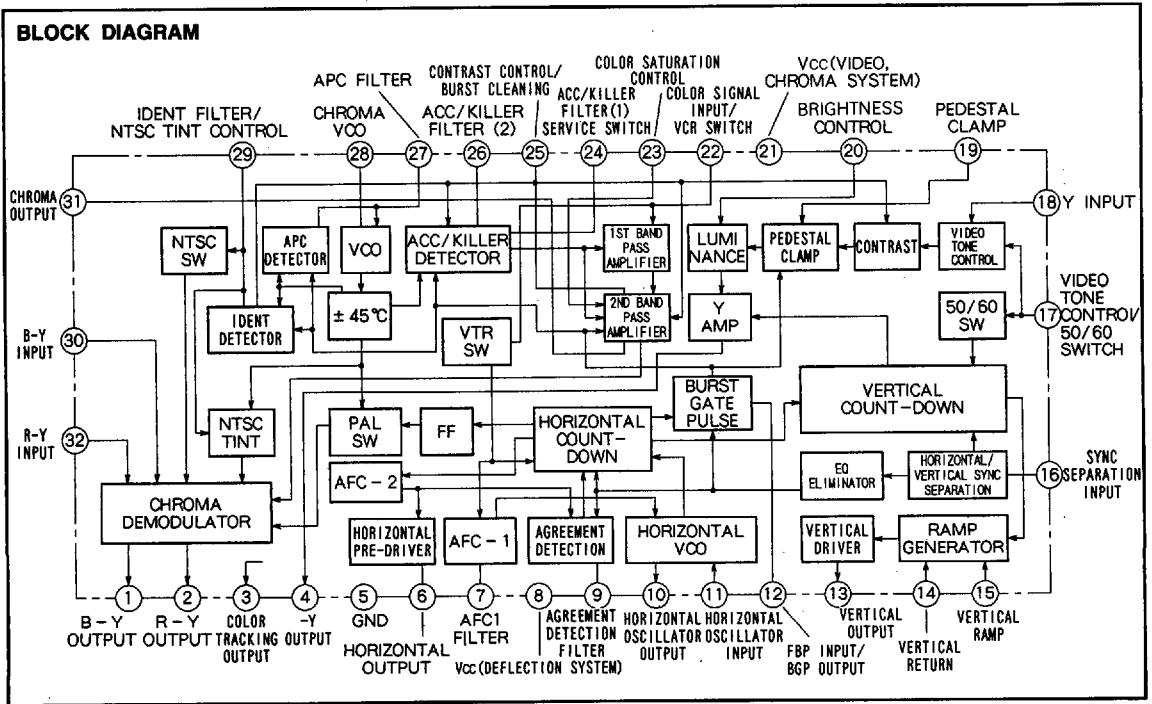 BLOCK DIAGRAM
IDENT FILTER/
NTSC TINT CONTROL
CHROMA
VCO
APC FILTER
ACC/KILLER
FILTER (2)
CONTRAST CONTROL/
BURST CLEANING
ACC/KILLER
FILTER(1)
SERVICE SWITCH
COLOR SATURATION
CONTROL
COLOR SIGNAL
INPUT/
VCR SWITCH
Vcc(VIDEO,
CHROMA SYSTEM)
BRIGHTNESS
CONTROL
PEDESTAL
CLAMP
29
28
27
26
25
24
23
22
21
20
19
CHROMA
OUTPUT
31
18
Y INPUT
NTSC
SW
APC
DETECTOR
VCO
ACC/KILLER
DETECTOR
1ST BAND
PASS
AMPLIFIER
LUMI
NANCE
PEDESTAL
CLAMP
CONTRAST
VIDEO
TONE
CONTROL
IDENT
DETECTOR
± 45℃
VTR
SW
2ND BAND
PASS
AMPLIFIER
Y
AMP
50/60
SW
17
VIDEO
TONE
CONTROL/
50/60
SWITCH
B-Y
INPUT
30
R-Y
INPUT
32
NTSC
TINT
PAL
SW
FF
HORIZONTAL
COUNT-
DOWN
BURST
GATE
PULSE
VERTICAL
COUNT-DOWN
CHROMA
DEMODULATOR
AFC-2
EQ
ELIMINATOR
HORIZONTAL/
VERTICAL SYNC
SEPARATION
16
SYNC
SEPARATION
INPUT
HORIZONTAL
PRE-DRIVER
AFC-1
AGREEMENT
DETECTION
HORIZONTAL
VCO
VERTICAL
DRIVER
RAMP
GENERATOR
1
2
3
4
5
6
7
8
9
10
11
12
13
14
15
B-Y
OUTPUT
R-Y
OUTPUT
COLOR
TRACKING
OUTPUT
-Y
OUTPUT
GND
HORIZONTAL
OUTPUT
AFC1
FILTER
Vcc(DEFLECTION SYSTEM)
AGREEMENT
DETECTION
FILTER
HORIZONTAL
OSCILLATOR
OUTPUT
HORIZONTAL
OSCILLATOR
INPUT
FBP INPUT/
BGP OUTPUT
VERTICAL
OUTPUT
VERTICAL
RETURN
VERTICAL
RAMP